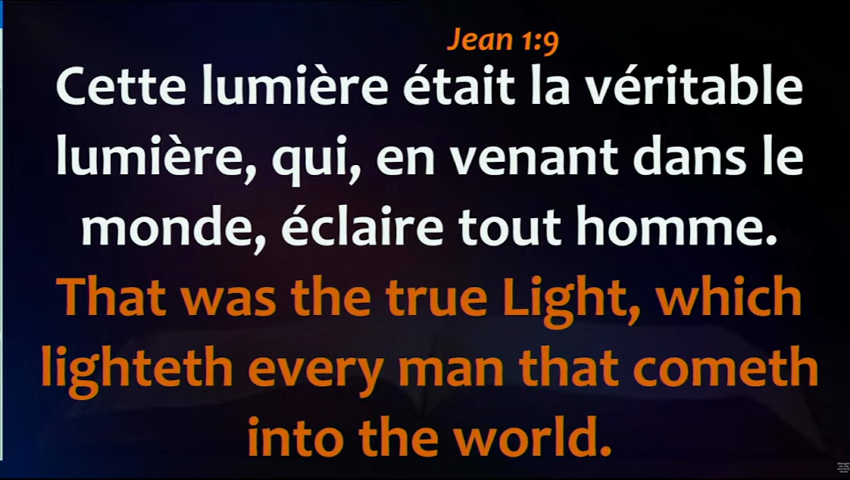 Jean 1:9
Cette lumière était la véritable
lumière, qui, en venant dans le
monde, éclaire tout homme.
That was the true Light, which
lighteth every man that cometh
into the world.